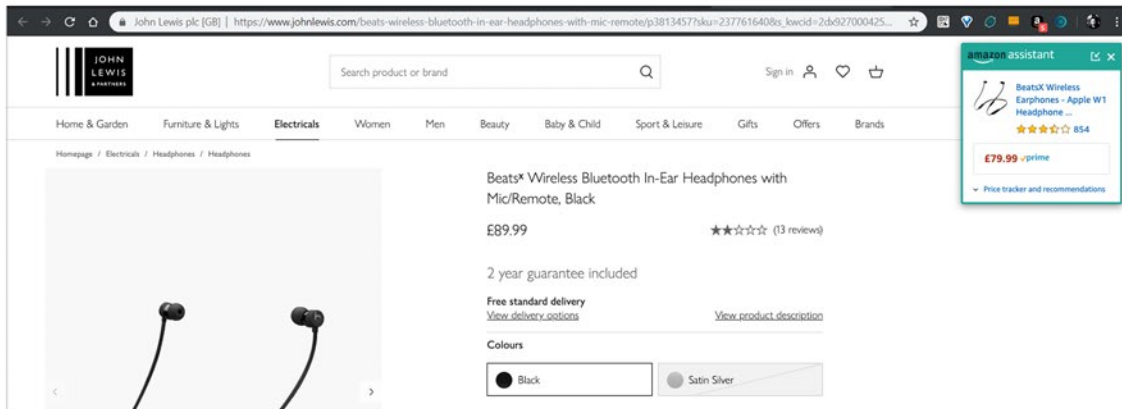 John Lewis plc [GB] | https://www.johnlewis.com/beats-wireless-bluetooth-in-ear-headphones-with-mic-remote/p3813457?sku=237761640&s_kwcid=2dx927000425...
JOHN
LEWIS
& PARTNERS
Search product or brand
Sign in
Home & Garden Furniture & Lights Electricals Women Men Beauty Baby & Child Sport & Leisure Gifts Offers Brands
Homepage / Electricals / Headphones / Headphones
Beatsˣ Wireless Bluetooth In-Ear Headphones with
Mic/Remote, Black
£89.99 ★★☆☆☆ (13 reviews)
2 year guarantee included
Free standard delivery
View delivery options View product description
Colours
Black Satin Silver
amazon assistant
BeatsX Wireless
Earphones - Apple W1
Headphone ...
854
£79.99 prime
Price tracker and recommendations